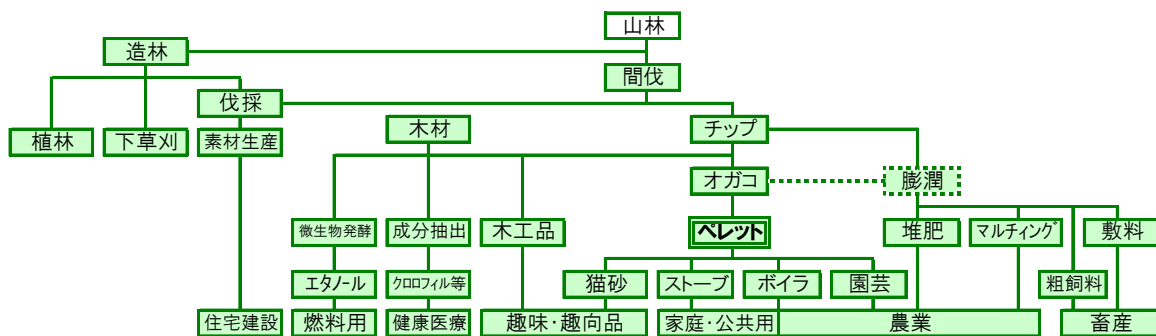 山林
造林
間伐
伐採
植林
下草刈
素材生産
木材
チップ
オガコ
膨潤
微生物発酵
成分抽出
木工品
ペレット
堆肥
マルチィング
敷料
エタノール
クロロフィル等
猫砂
ストーブ
ボイラ
園芸
粗飼料
住宅建設
燃料用
健康医療
趣味・趣向品
家庭・公共用
農業
畜産